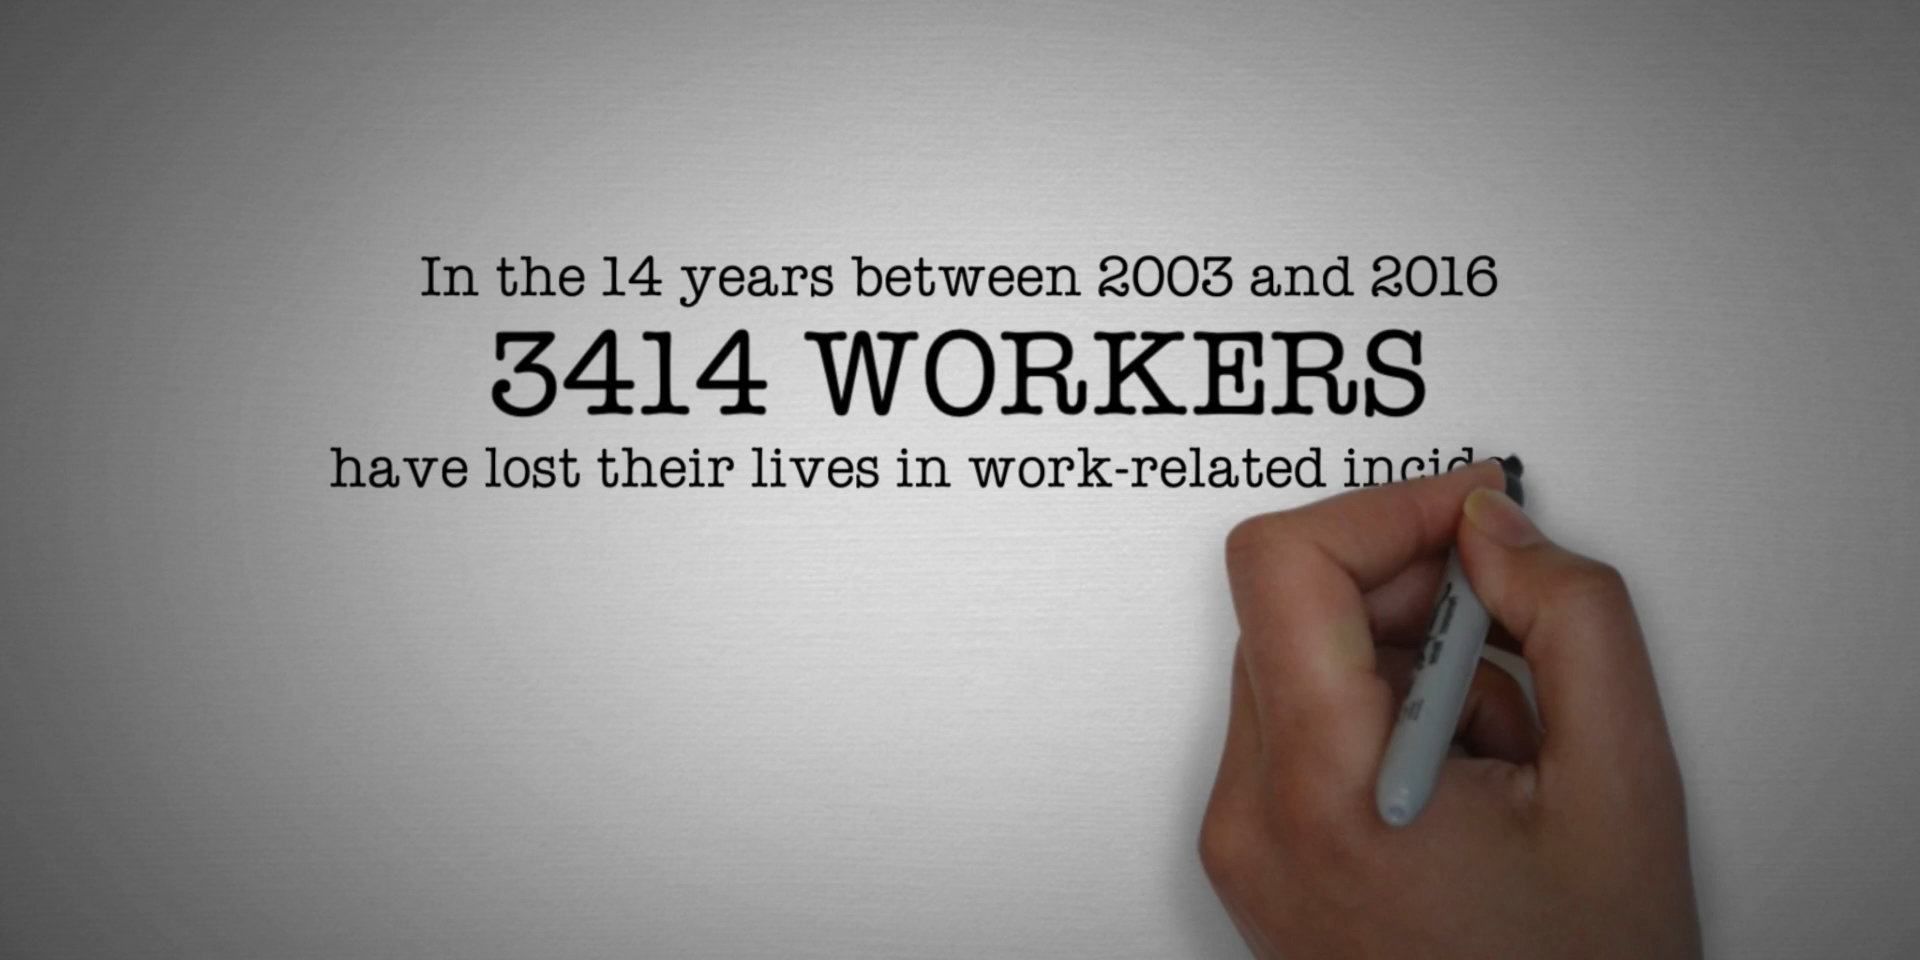 In the 14 years between 2003 and 2016
3414 WORKERS
have lost their lives in work-related